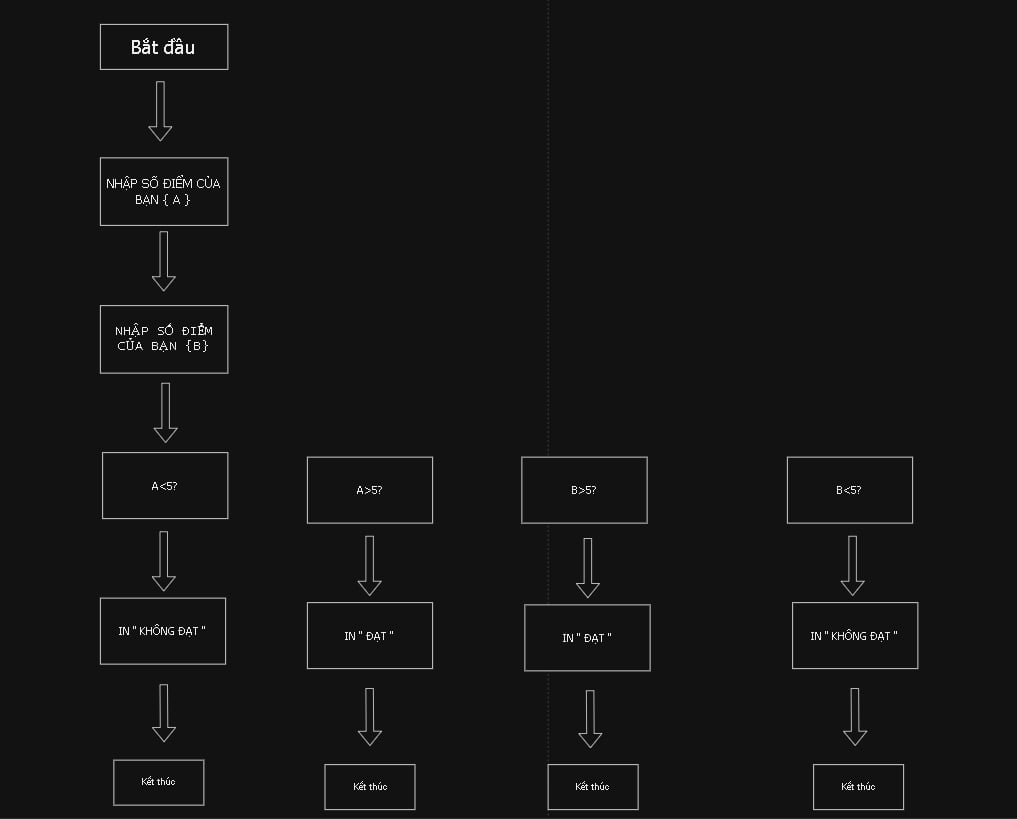 Bắt đầu
NHẬP SỐ ĐIỂM CỦA
BẠN { A }
NHẬP SỐ ĐIỂM
CỦA BẠN {B}
A<5?
A>5?
B>5?
B<5?
IN " KHÔNG ĐẠT "
IN " ĐẠT "
IN " ĐẠT "
IN " KHÔNG ĐẠT "
Kết thúc
Kết thúc
Kết thúc
Kết thúc